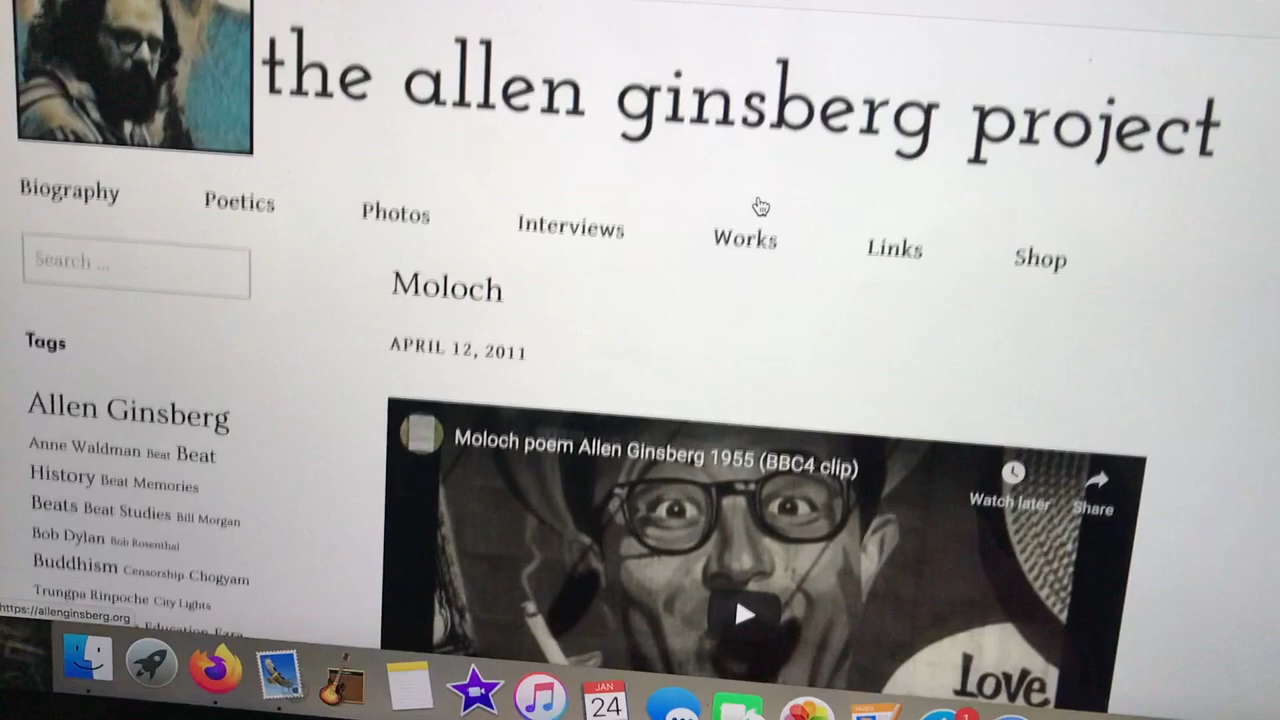 the allen ginsberg project
Biography Poetics Photos Interviews Works Links Shop
Search ...
Moloch
APRIL 12, 2011
Tags
Allen Ginsberg
Anne Waldman Beat Beat
History Beat Memories
Beats Beat Studies Bill Morgan
Bob Dylan Bob Rosenthal
Buddhism Censorship Chogyam
Trungpa Rinpoche City Lights
Education Ezra
https://allenginsberg.org
Moloch poem Allen Ginsberg 1955 (BBC4 clip)
Watch later Share
Love
JAN
24
1